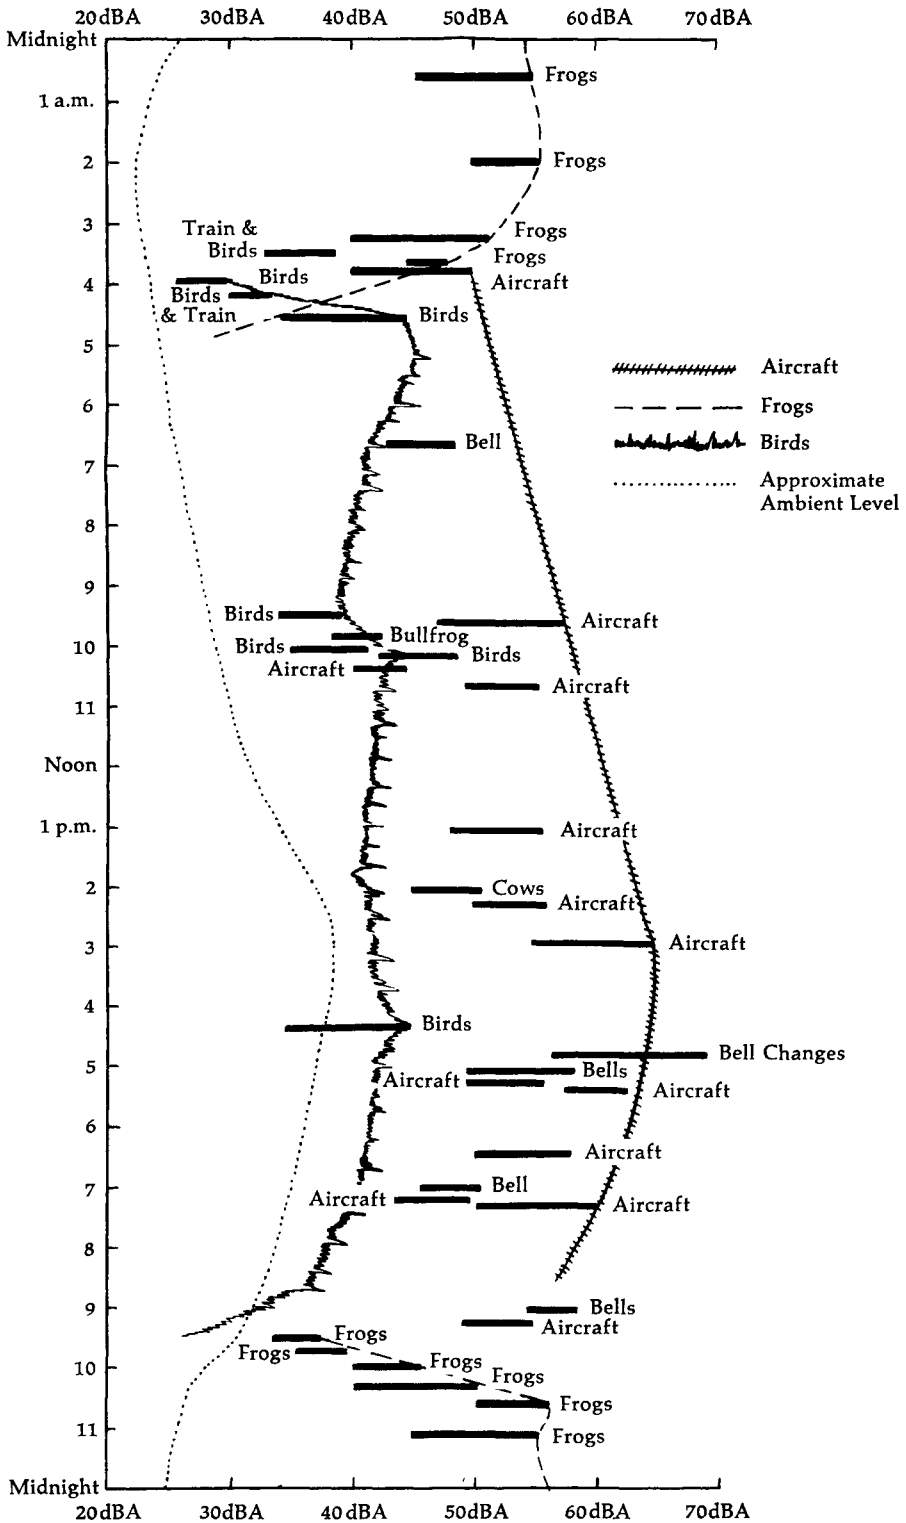 20dBA 30dBA 40dBA 50dBA 60dBA 70dBA
Midnight
Frogs
1 a.m.
2
Frogs
3
Train &
Birds
Frogs
Frogs
4
Birds
Aircraft
Birds
& Train
Birds
5
Aircraft
6
Frogs
Bell
Birds
7
Approximate
Ambient Level
8
9
Birds
Aircraft
Bullfrog
10
Birds
Birds
Aircraft
Aircraft
11
Noon
1 p.m.
Aircraft
2
Cows
Aircraft
3
Aircraft
4
Birds
Bell Changes
5
Bells
Aircraft
Aircraft
6
Aircraft
7
Bell
Aircraft
Aircraft
8
9
Bells
Aircraft
Frogs
Frogs
10
Frogs
Frogs
Frogs
11
Frogs
Midnight
20dBA 30dBA 40dBA 50dBA 60dBA 70dBA